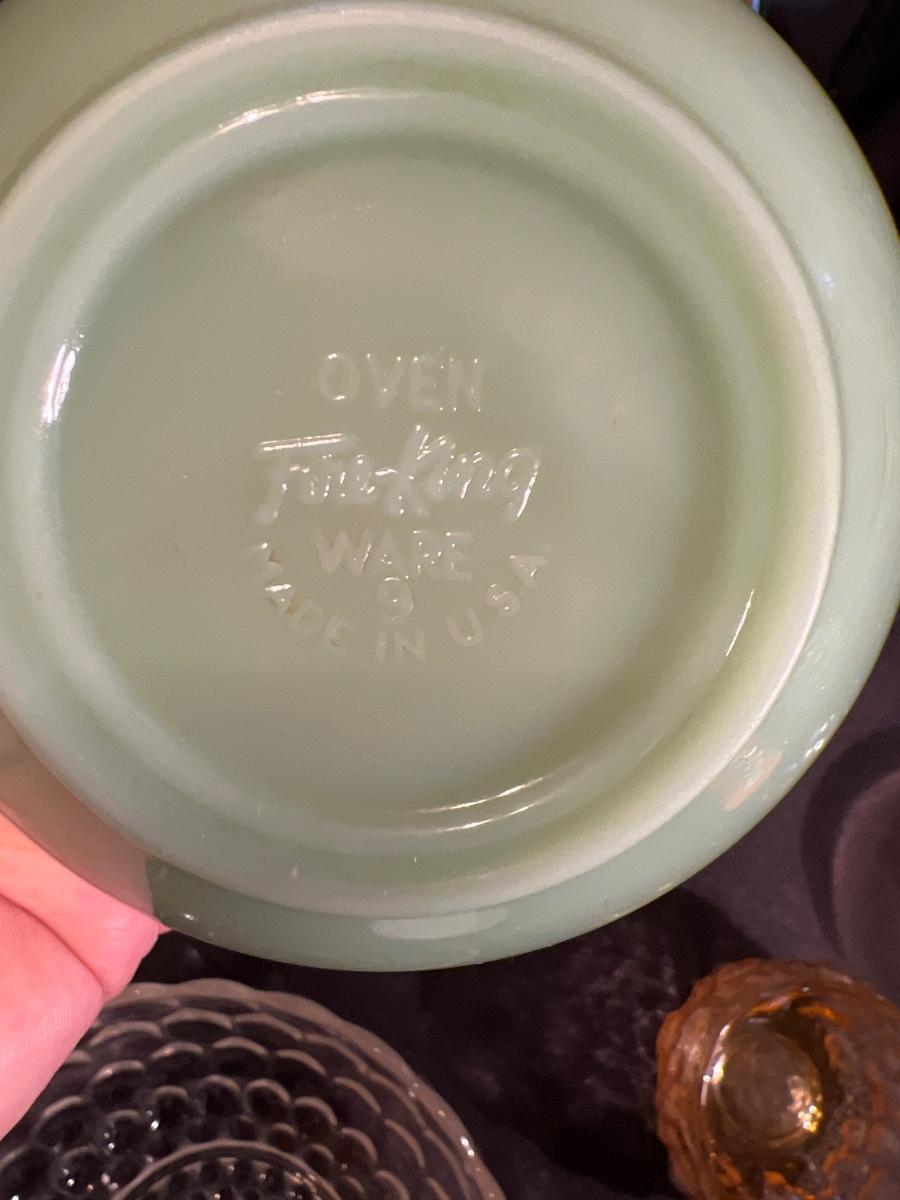 OVEN
Fire-King
WARE
9
MADE IN U.S.A.